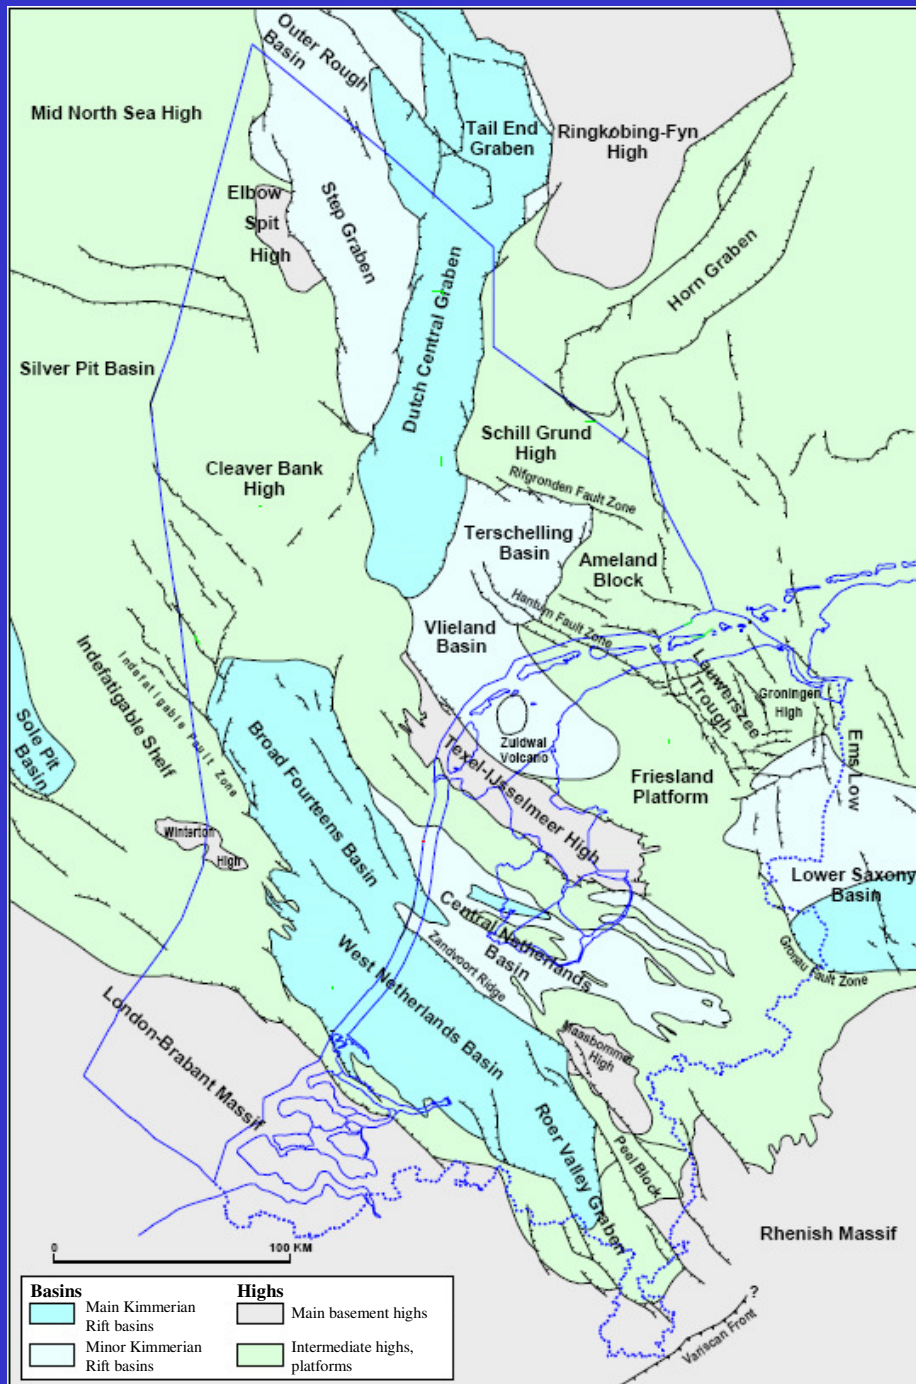 Outer Rough
Basin
Mid North Sea High
Tail End
Graben
Ringkobing-Fyn
High
Elbow
Spit
High
Step Graben
Horn Graben
Dutch Central Graben
Silver Pit Basin
Schill Grund
High
Cleaver Bank
High
Rifgronden Fault Zone
Terschelling
Basin
Ameland
Block
Hantum Fault Zone
Vlieland
Basin
Indefatigable Shelf
Indefatigable Fault Zone
Lauwerszee
Trough
Groningen
High
Ems Low
Sole Pit
Basin
Broad Fourteens Basin
Zuidwal
Volcano
Texel-IJsselmeer High
Friesland
Platform
Winterton
High
Lower Saxony
Basin
Central Netherlands
Basin
Zandvoort Ridge
West Netherlands Basin
Gronau Fault Zone
London-Brabant Massif
Maasbommel
High
Roer Valley Graben
Peel Block
Rhenish Massif
0 100 KM
?
Variscan Front
Basins
Main Kimmerian
Rift basins
Minor Kimmerian
Rift basins
Highs
Main basement highs
Intermediate highs,
platforms